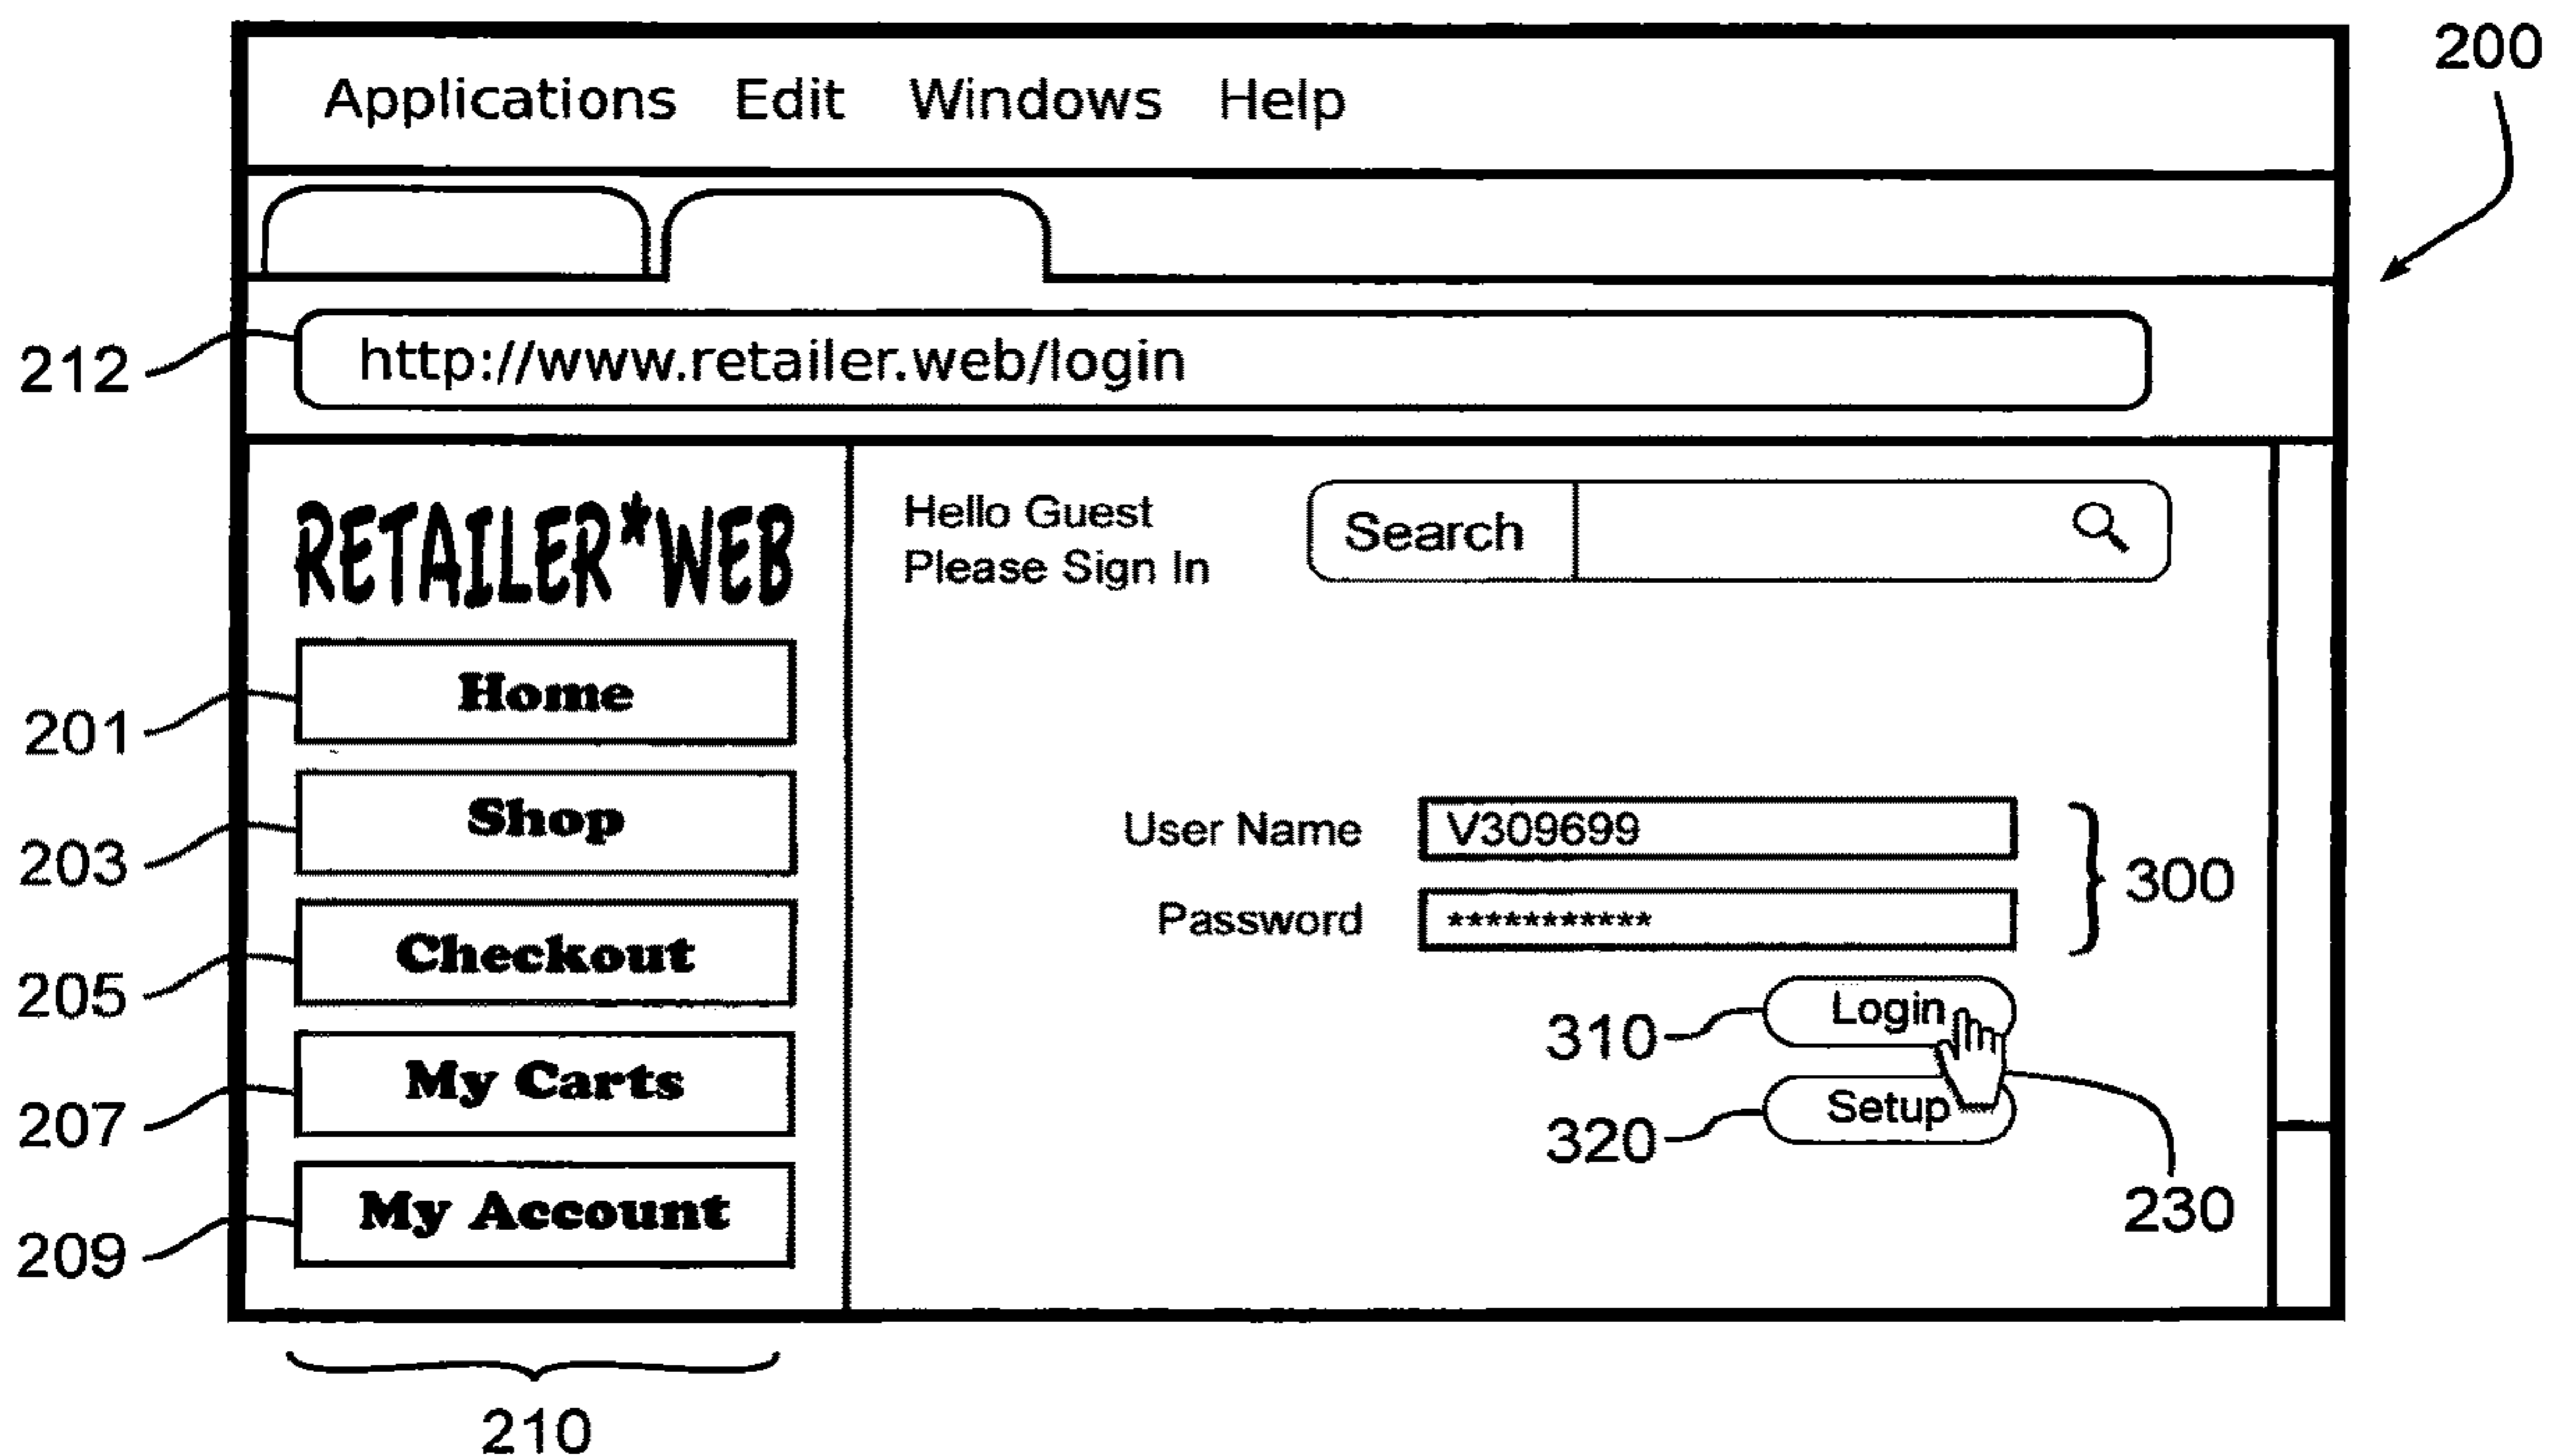 200
Applications Edit Windows Help
212
http://www.retailer.web/login
RETAILER*WEB
Hello Guest
Please Sign In
Search
201
Home
203
Shop
205
Checkout
207
My Carts
209
My Account
User Name V309699
Password ***********
300
310
Login
320
Setup
230
210